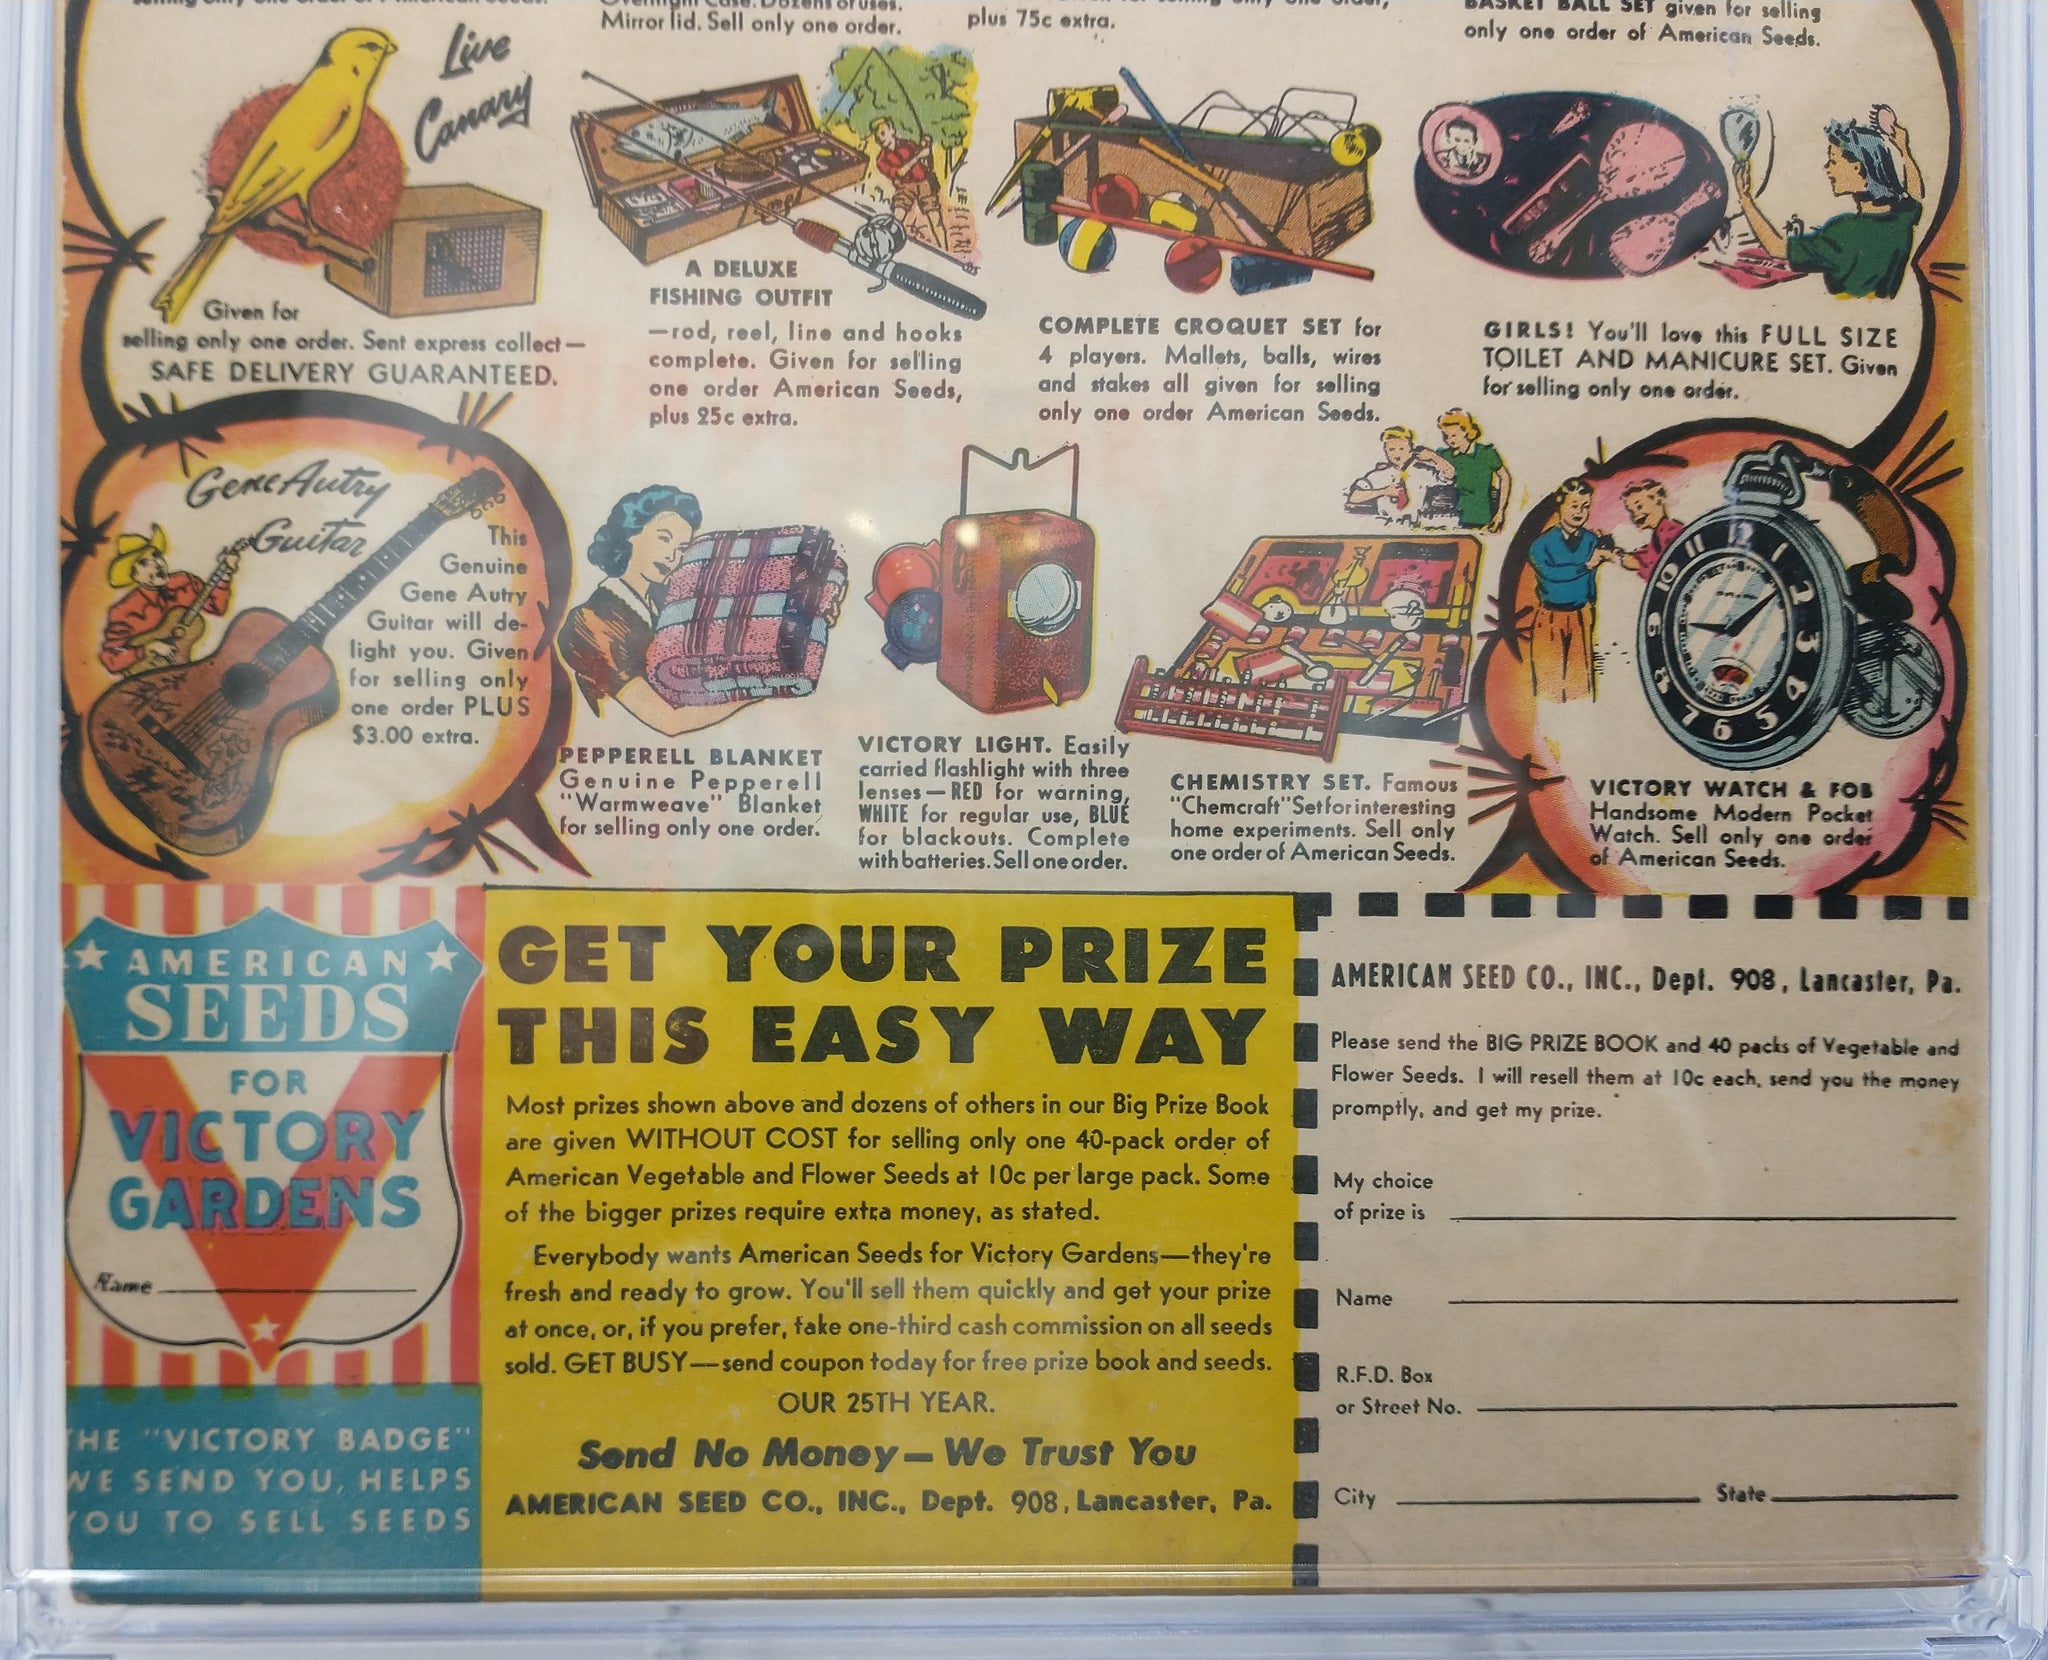 Mirror lid. Sell only one order.
plus 75c extra.
BASKET BALL SET given for selling
only one order of American Seeds.
Live
Canary
Given for
selling only one order. Sent express collect—
SAFE DELIVERY GUARANTEED.
A DELUXE
FISHING OUTFIT
—rod, reel, line and hooks
complete. Given for selling
one order American Seeds,
plus 25c extra.
COMPLETE CROQUET SET for
4 players. Mallets, balls, wires
and stakes all given for selling
only one order American Seeds.
GIRLS! You'll love this FULL SIZE
TOILET AND MANICURE SET. Given
for selling only one order.
Gene Autry
Guitar
This
Genuine
Gene Autry
Guitar will de-
light you. Given
for selling only
one order PLUS
$3.00 extra.
PEPPERELL BLANKET
Genuine Pepperell
"Warmweave" Blanket
for selling only one order.
VICTORY LIGHT. Easily
carried flashlight with three
lenses—RED for warning,
WHITE for regular use, BLUE
for blackouts. Complete
with batteries. Sell one order.
CHEMISTRY SET. Famous
"Chemcraft" Set for interesting
home experiments. Sell only
one order of American Seeds.
12
1
2
3
4
5
6
7
8
9
10
11
VICTORY WATCH & FOB
Handsome Modern Pocket
Watch. Sell only one order
of American Seeds.
AMERICAN
SEEDS
FOR
VICTORY
GARDENS
Name
THE "VICTORY BADGE"
WE SEND YOU, HELPS
YOU TO SELL SEEDS
GET YOUR PRIZE
THIS EASY WAY
Most prizes shown above and dozens of others in our Big Prize Book
are given WITHOUT COST for selling only one 40-pack order of
American Vegetable and Flower Seeds at 10c per large pack. Some
of the bigger prizes require extra money, as stated.
Everybody wants American Seeds for Victory Gardens—they're
fresh and ready to grow. You'll sell them quickly and get your prize
at once, or, if you prefer, take one-third cash commission on all seeds
sold. GET BUSY—send coupon today for free prize book and seeds.
OUR 25TH YEAR.
Send No Money—We Trust You
AMERICAN SEED CO., INC., Dept. 908, Lancaster, Pa.
AMERICAN SEED CO., INC., Dept. 908, Lancaster, Pa.
Please send the BIG PRIZE BOOK and 40 packs of Vegetable and
Flower Seeds. I will resell them at 10c each, send you the money
promptly, and get my prize.
My choice
of prize is
Name
R.F.D. Box
or Street No.
City State